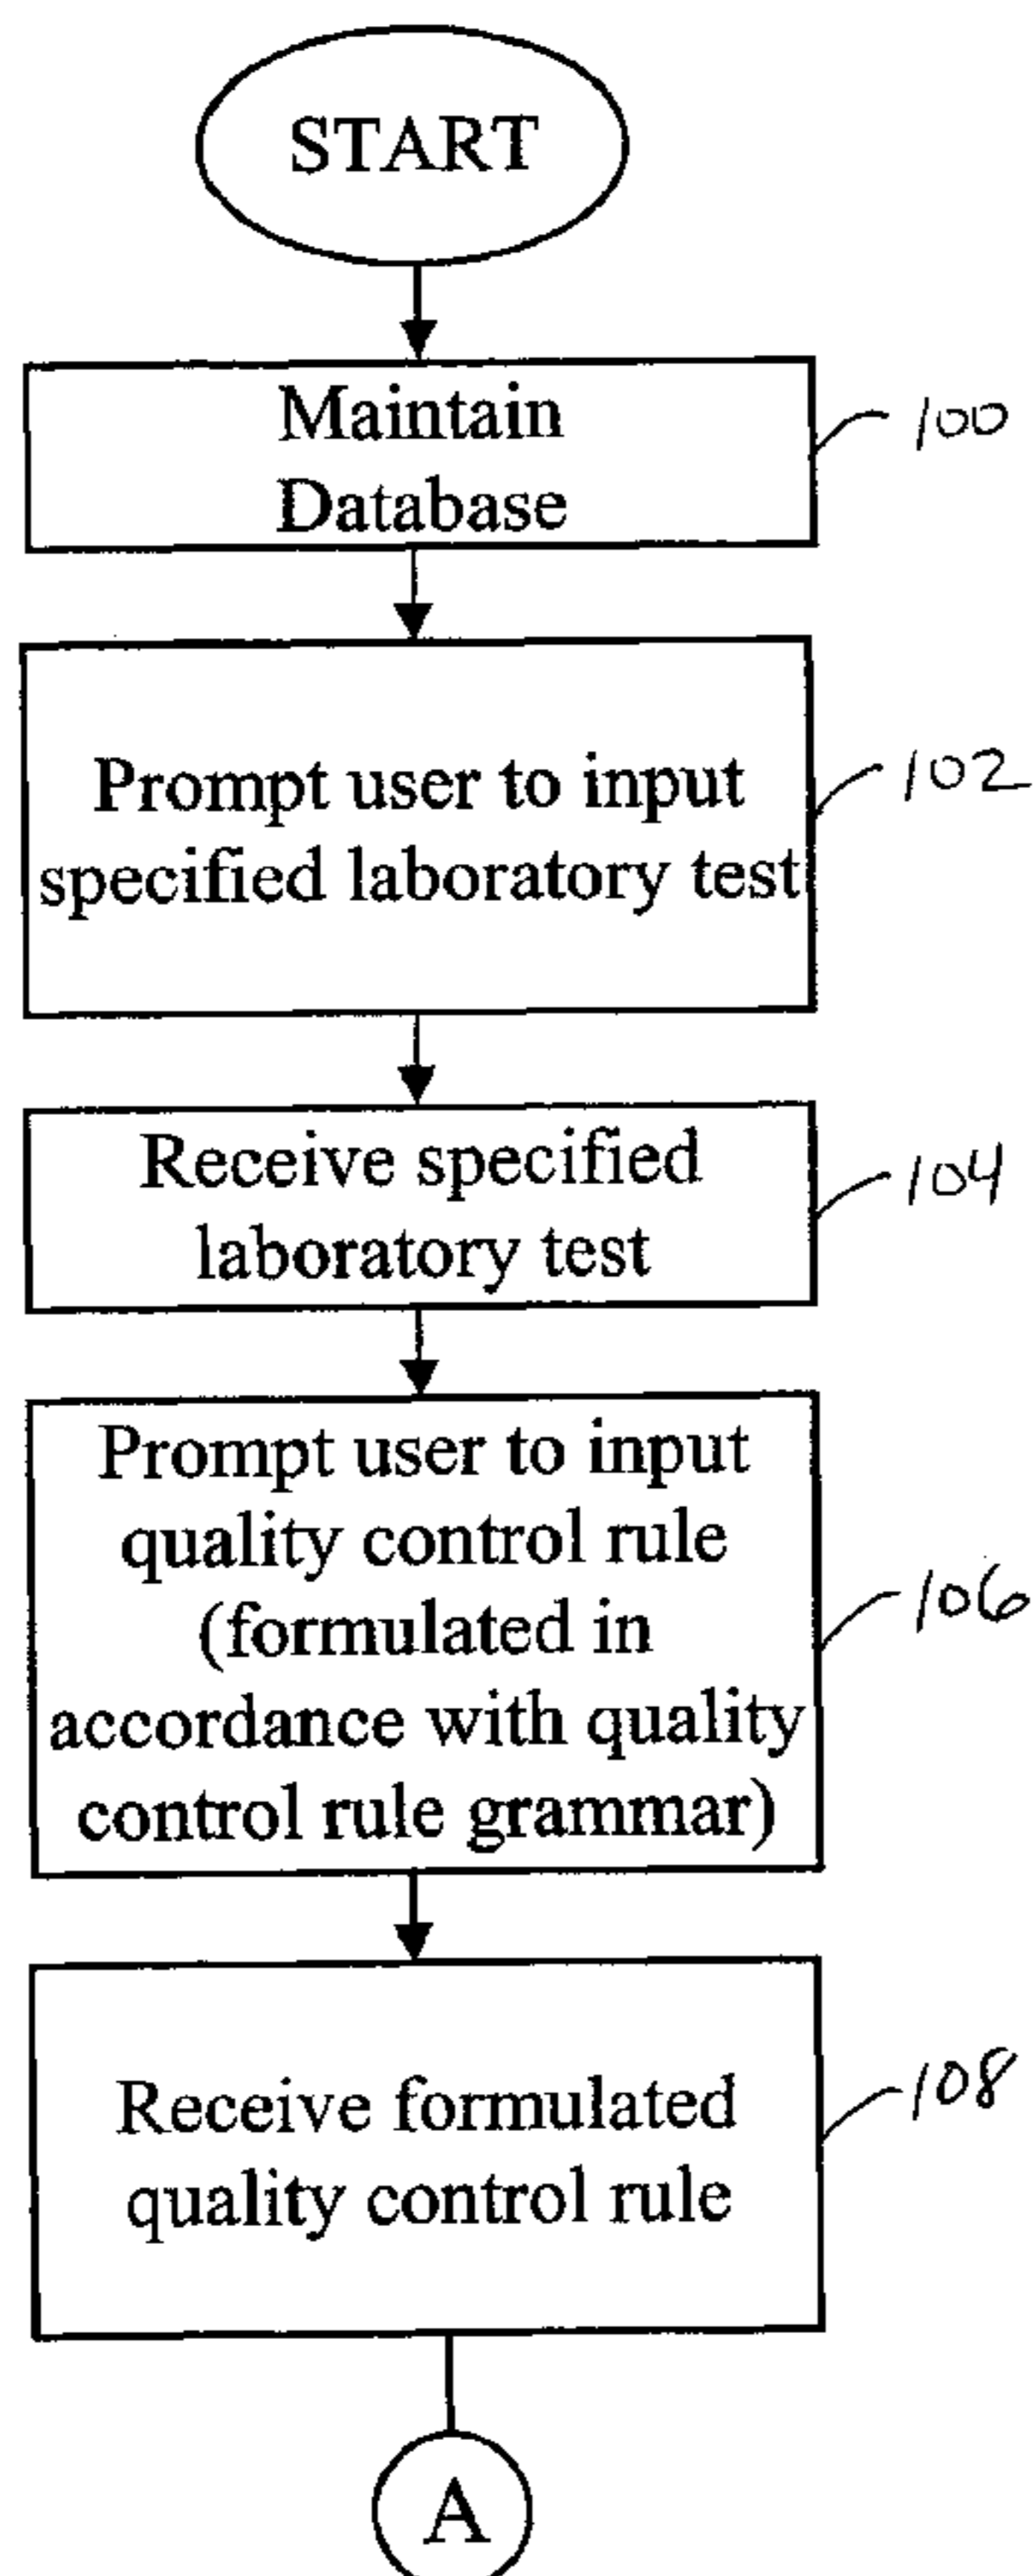 START
Maintain
Database
100
Prompt user to input
specified laboratory test
102
Receive specified
laboratory test
104
Prompt user to input
quality control rule
(formulated in
accordance with quality
control rule grammar)
106
Receive formulated
quality control rule
108
A